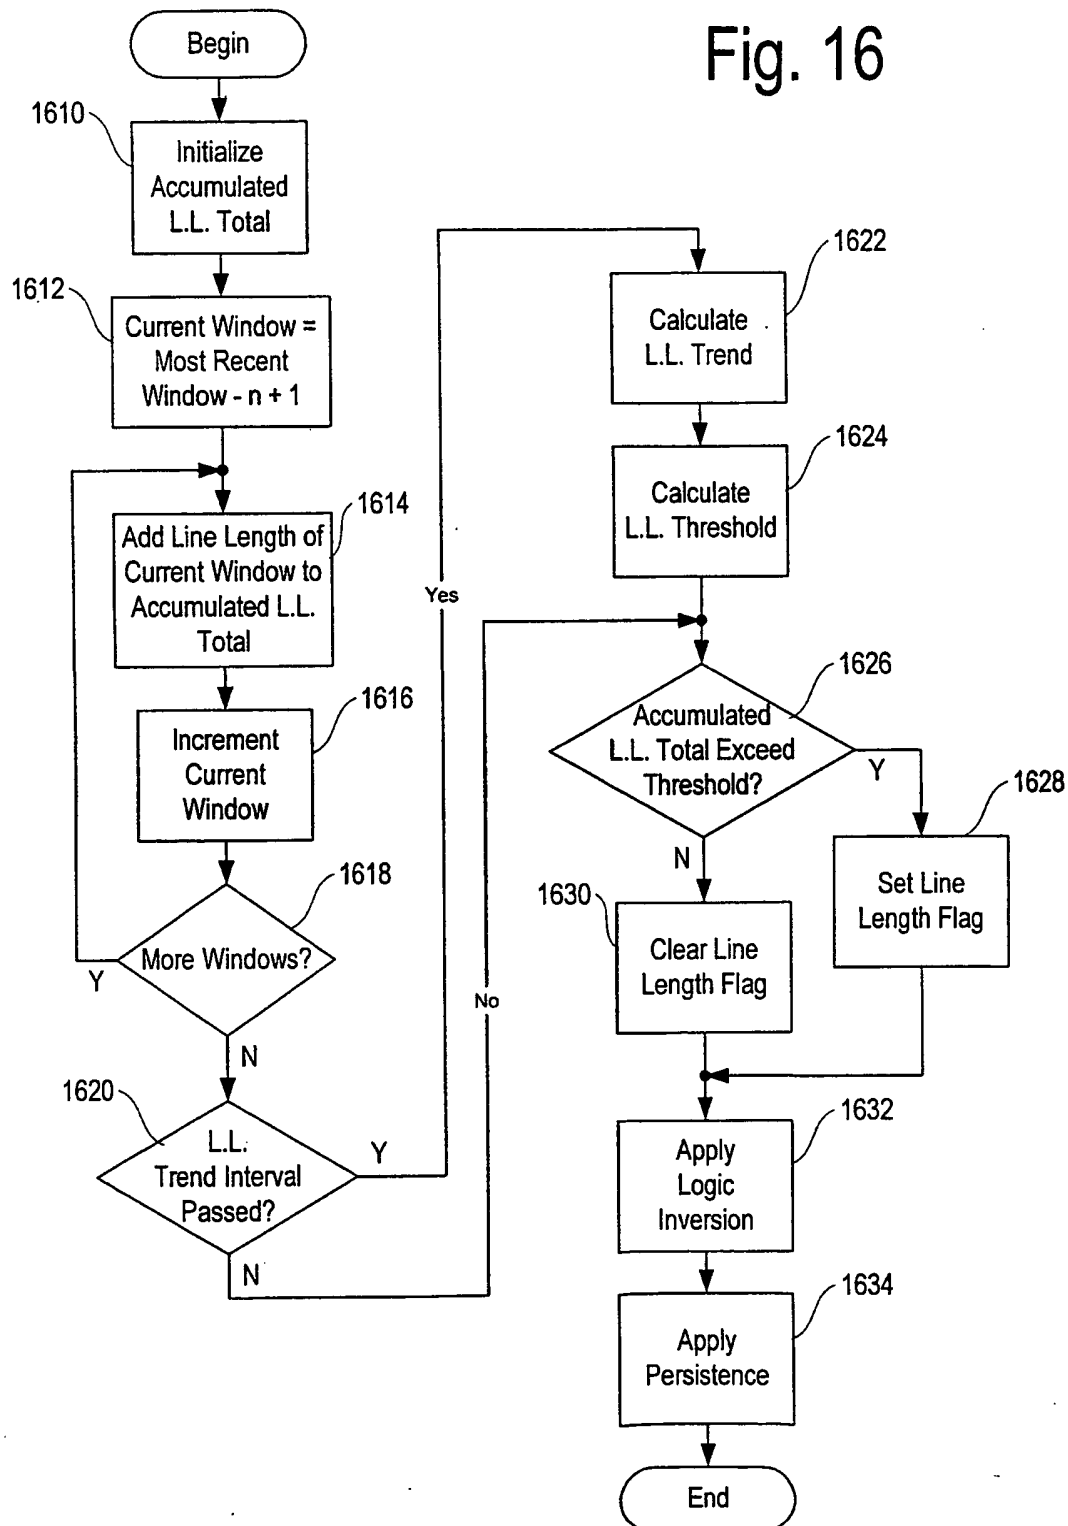 Fig. 16
Begin
1610
Initialize
Accumulated
L.L. Total
1612
Current Window =
Most Recent
Window - n + 1
1614
Add Line Length of
Current Window to
Accumulated L.L.
Total
1616
Increment
Current
Window
1618
More Windows?
Y
N
1620
L.L.
Trend Interval
Passed?
Y
N
Yes
No
1622
Calculate
L.L. Trend
1624
Calculate
L.L. Threshold
1626
Accumulated
L.L. Total Exceed
Threshold?
Y
N
1628
Set Line
Length Flag
1630
Clear Line
Length Flag
1632
Apply
Logic
Inversion
1634
Apply
Persistence
End